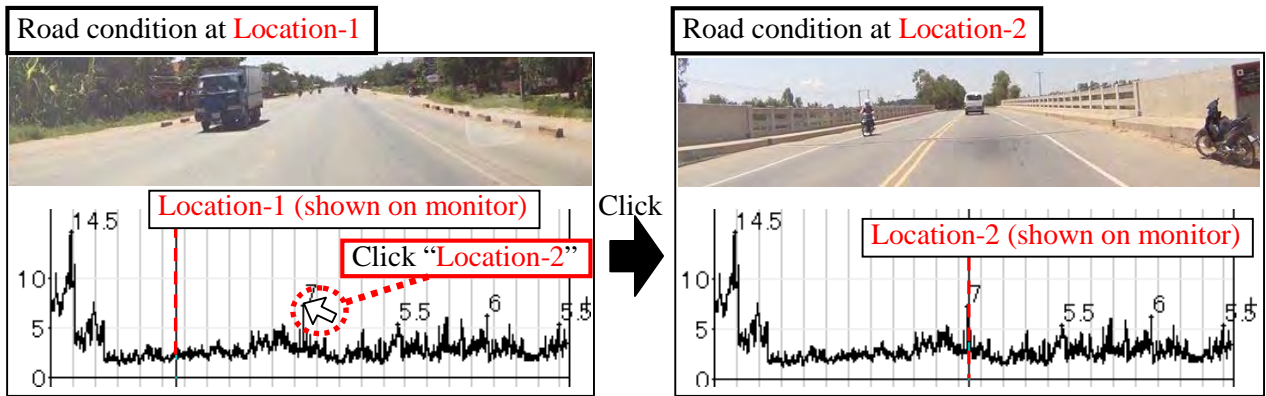 Road condition at Location-1
Location-1 (shown on monitor)
Click “Location-2”
14.5
7
5.5
6
5.5
10
5
0
Click
Road condition at Location-2
Location-2 (shown on monitor)
14.5
7
5.5
6
5.5
10
5
0